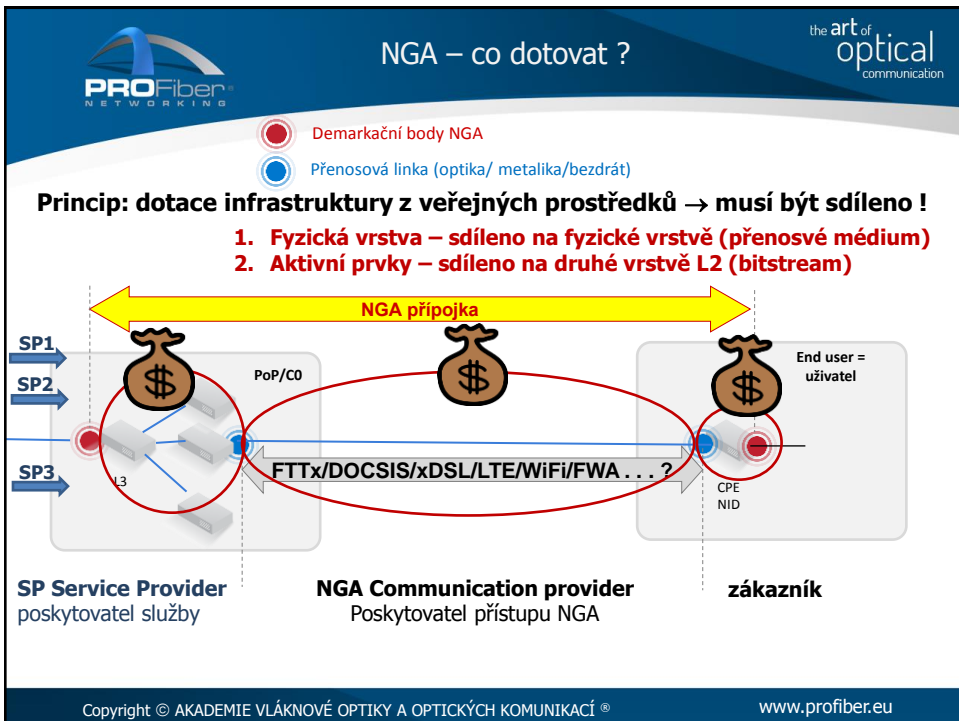 PROFiber®
NETWORKING
NGA – co dotovat ?
the art of
optical
communication
Demarkační body NGA
Přenosová linka (optika/ metalika/bezdrát)
Princip: dotace infrastruktury z veřejných prostředků → musí být sdíleno !
1. Fyzická vrstva – sdíleno na fyzické vrstvě (přenosvé médium)
2. Aktivní prvky – sdíleno na druhé vrstvě L2 (bitstream)
NGA přípojka
SP1
SP2
SP3
$
$
$
PoP/C0
End user =
uživatel
L3
FTTx/DOCSIS/xDSL/LTE/WiFi/FWA . . . ?
CPE
NID
SP Service Provider
poskytovatel služby
NGA Communication provider
Poskytovatel přístupu NGA
zákazník
Copyright © AKADEMIE VLÁKNOVÉ OPTIKY A OPTICKÝCH KOMUNIKACÍ ®
www.profiber.eu